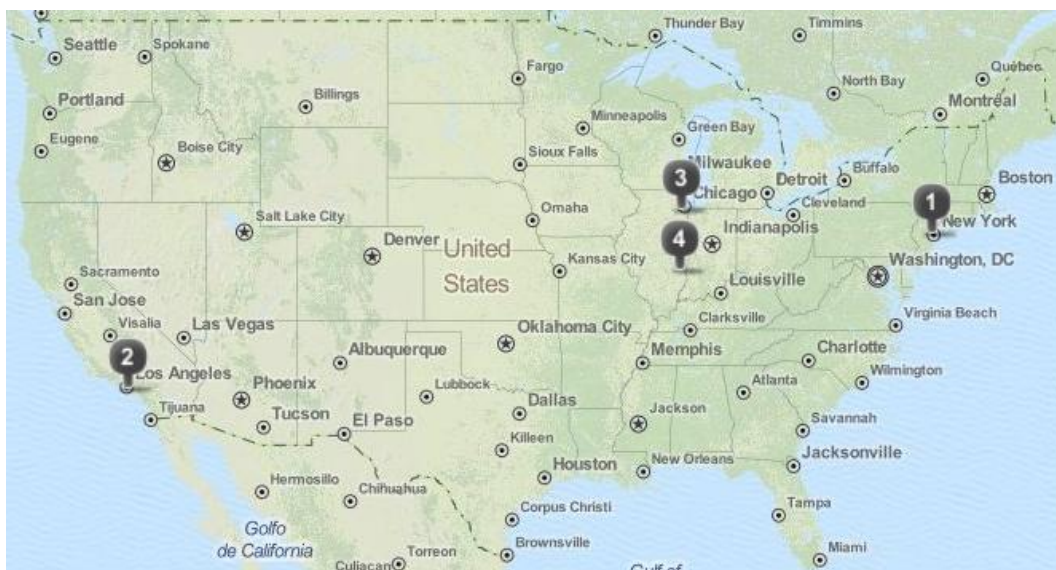 Thunder Bay
Timmins
Seattle
Spokane
Fargo
Québec
North Bay
Portland
Billings
Montréal
Minneapolis
Green Bay
Eugene
Boise City
Sioux Falls
Milwaukee
Buffalo
3
Chicago
Detroit
Boston
Cleveland
1
Salt Lake City
Omaha
New York
Indianapolis
4
Denver
United
States
Kansas City
Washington, DC
Sacramento
Louisville
San Jose
Visalia
Las Vegas
Oklahoma City
Clarksville
Virginia Beach
2
Los Angeles
Albuquerque
Memphis
Charlotte
Phoenix
Lubbock
Atlanta
Wilmington
Tijuana
Tucson
El Paso
Dallas
Jackson
Savannah
Killeen
Houston
New Orleans
Jacksonville
Hermosillo
Chihuahua
Corpus Christi
Tampa
Golfo
de California
Torreon
Brownsville
Miami
Culiacan
Gulf of